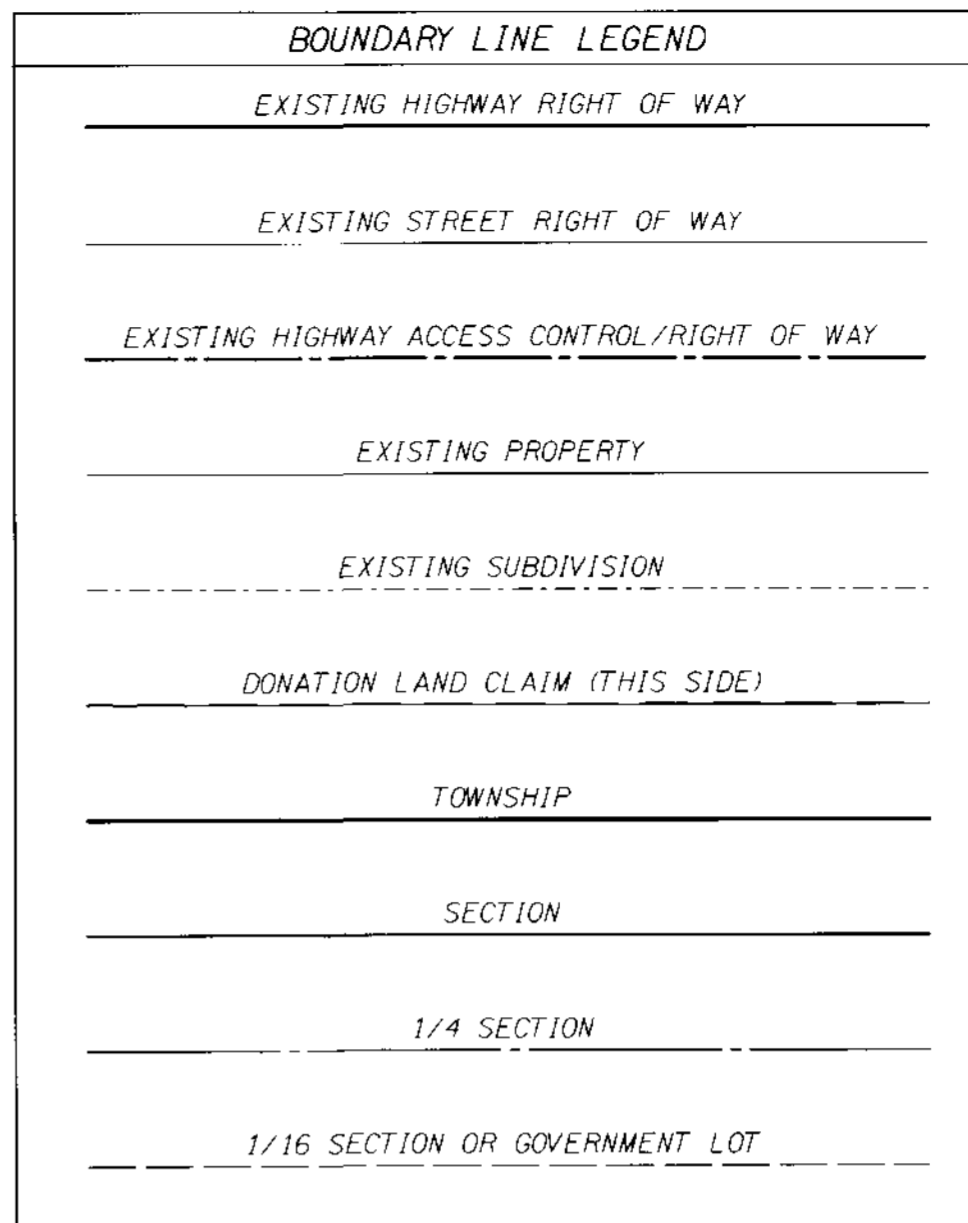 BOUNDARY LINE LEGEND
EXISTING HIGHWAY RIGHT OF WAY
EXISTING STREET RIGHT OF WAY
EXISTING HIGHWAY ACCESS CONTROL/RIGHT OF WAY
EXISTING PROPERTY
EXISTING SUBDIVISION
DONATION LAND CLAIM (THIS SIDE)
TOWNSHIP
SECTION
1/4 SECTION
1/16 SECTION OR GOVERNMENT LOT